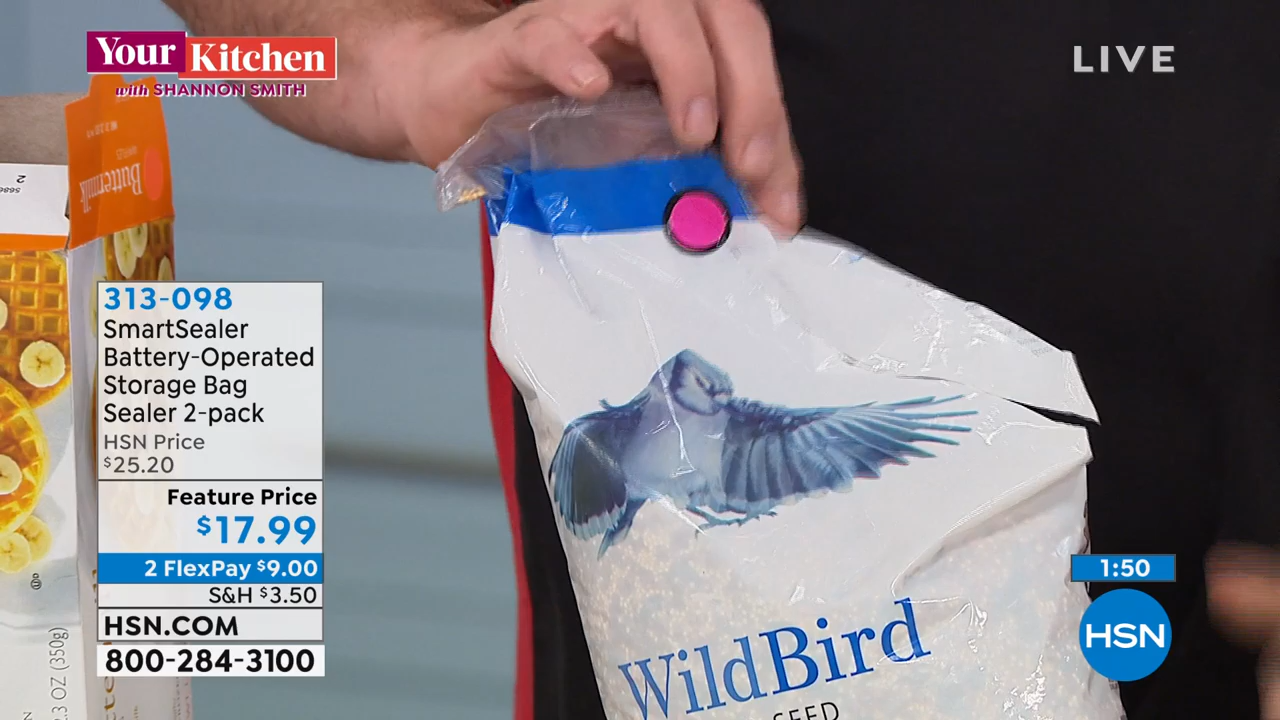 Your Kitchen
with SHANNON SMITH
LIVE
Buttermilk
WAFFLES
2
313-098
SmartSealer
Battery-Operated
Storage Bag
Sealer 2-pack
HSN Price
$25.20
Feature Price
$17.99
2 FlexPay $9.00
S&H $3.50
HSN.COM
800-284-3100
1:50
HSN
WildBird
SEED